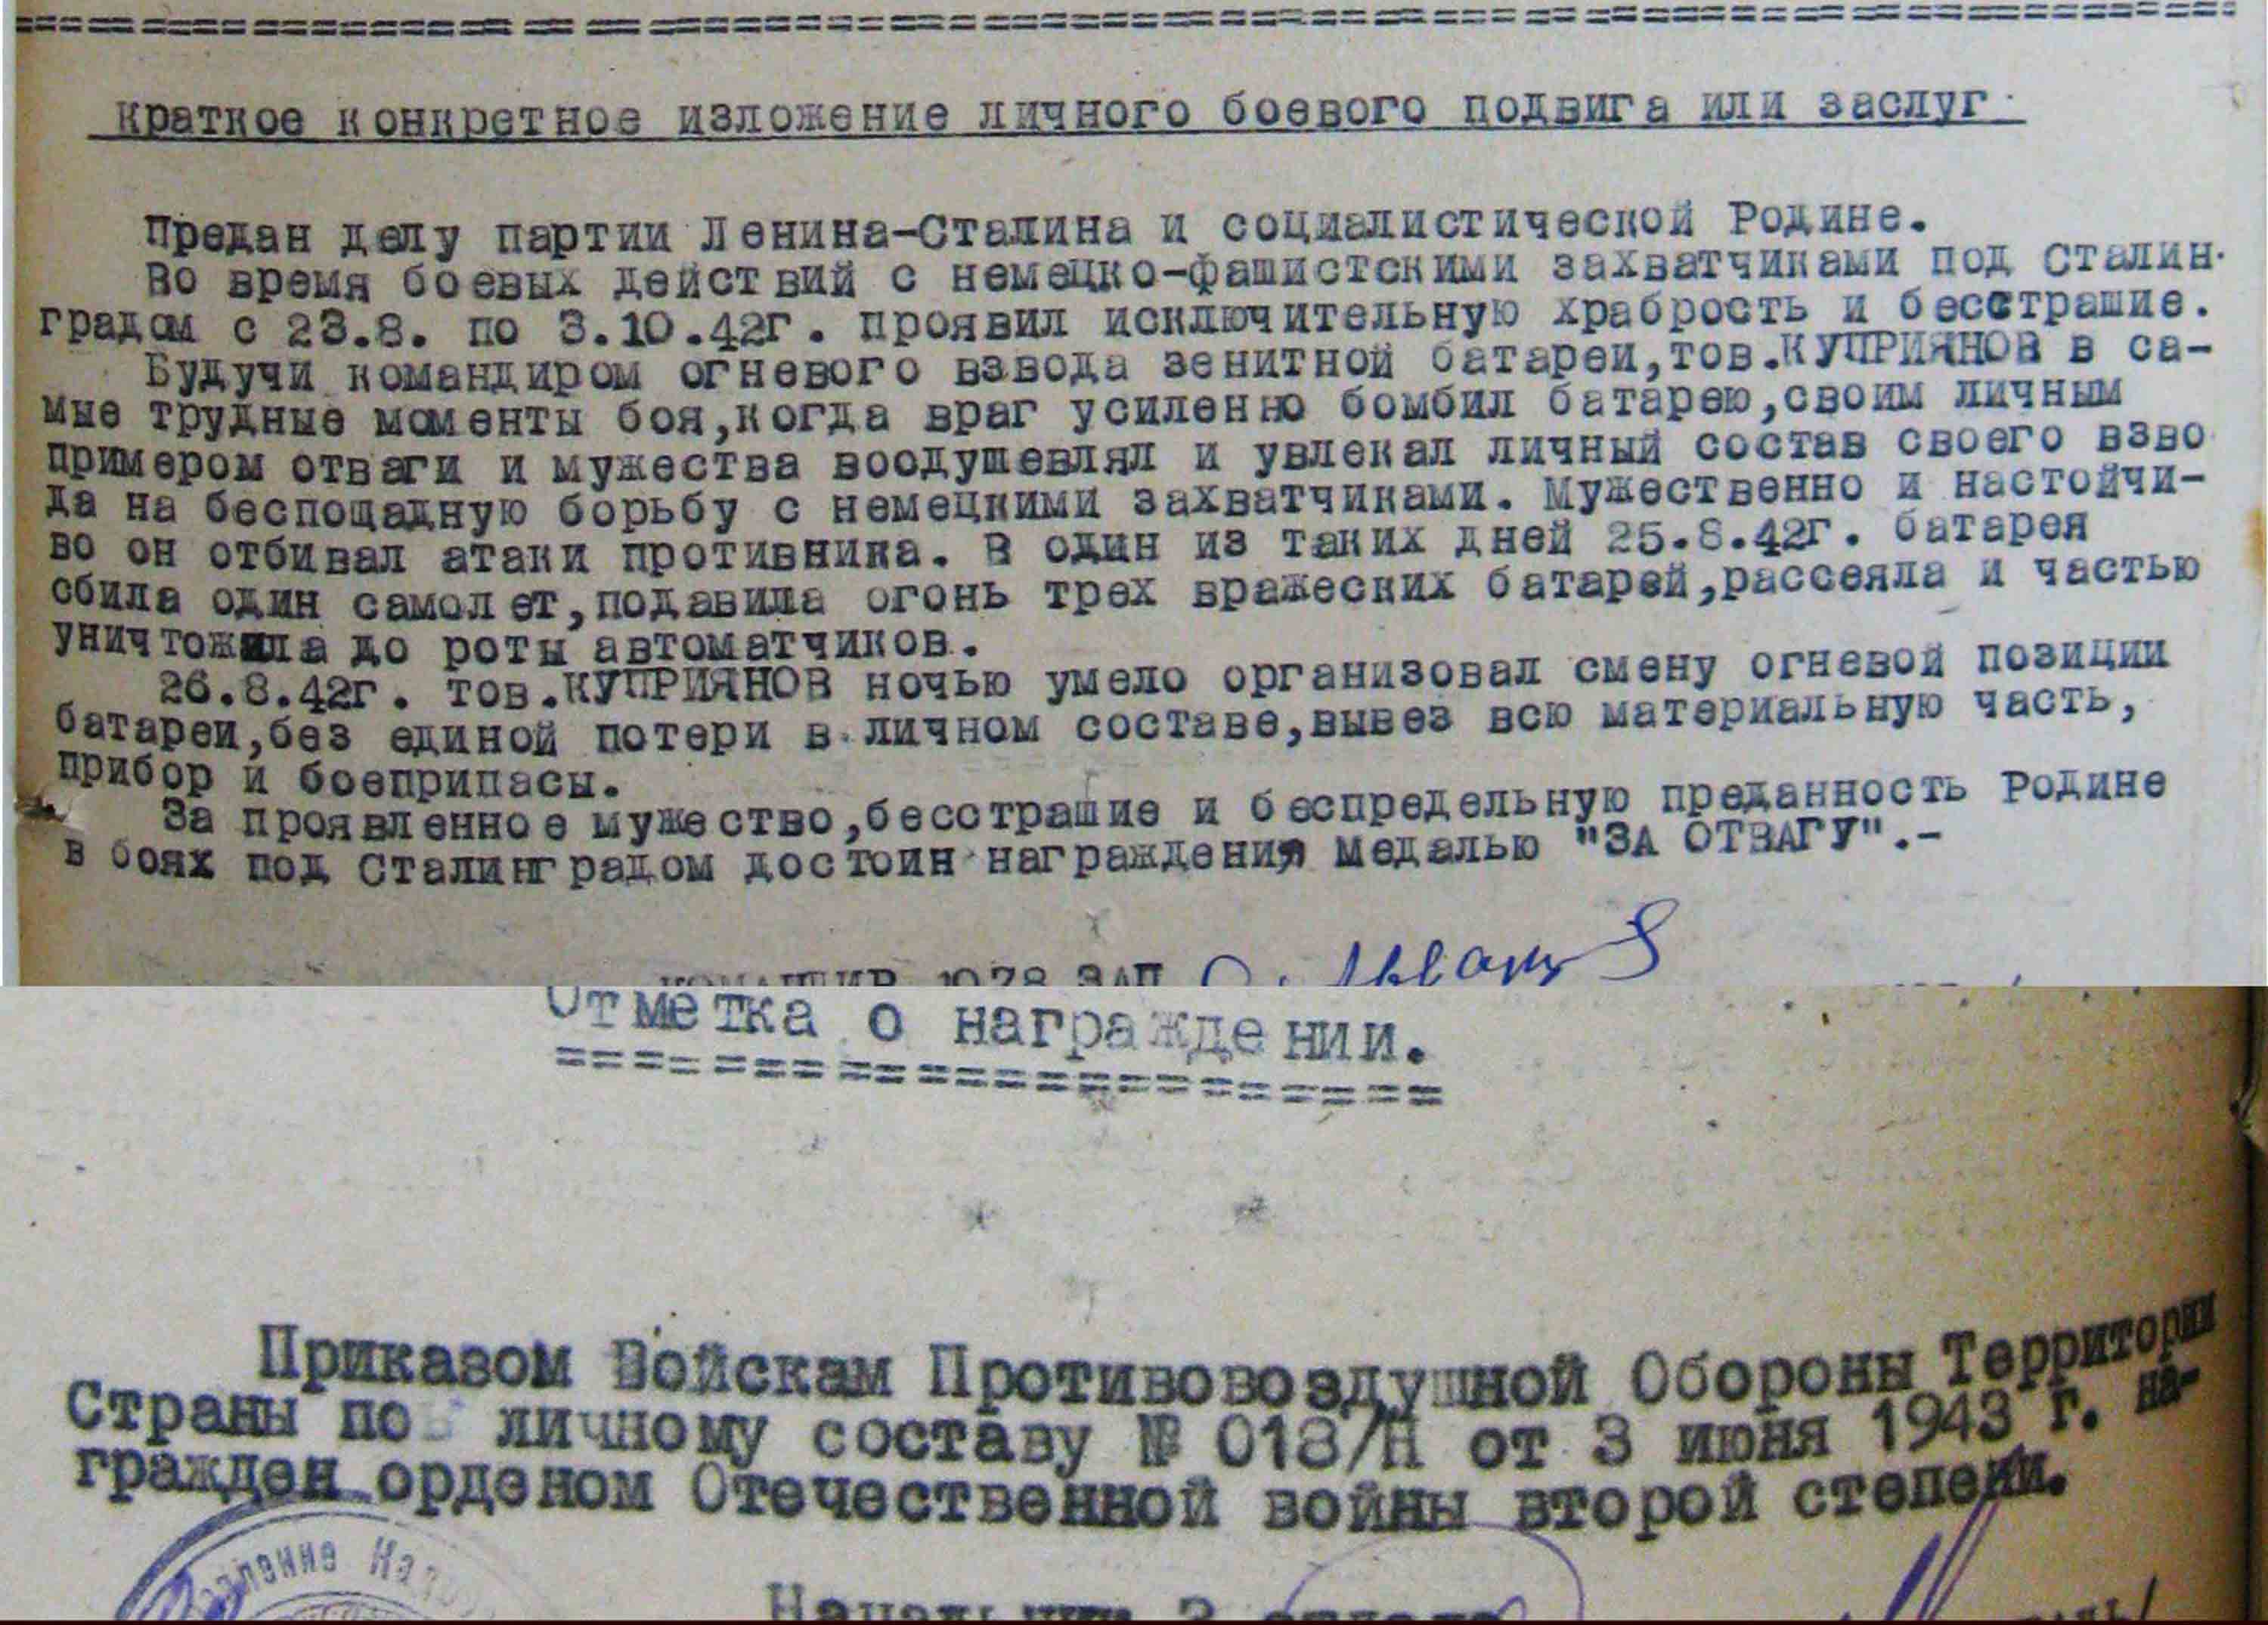 Краткое конкретное изложение личного боевого подвига или заслуг.
Предан делу партии Ленина-Сталина и социалистической Родине.
Во время боевых действий с немецко-фашистскими захватчиками под Сталин-
градом с 23.8. по 3.10.42г. проявил исключительную храбрость и бесстрашие.
Будучи командиром огневого взвода зенитной батареи,тов.КУПРИЯНОВ в са-
мые трудные моменты боя,когда враг усиленно бомбил батарею,своим личным
примером отваги и мужества воодушевлял и увлекал личный состав своего взво
да на беспощадную борьбу с немецкими захватчиками. Мужественно и настойчи-
во он отбивал атаки противника. В один из таких дней 25.8.42г. батарея
сбила один самолет,подавила огонь трех вражеских батарей,рассеяла и частью
уничтожила до роты автоматчиков.
26.8.42г. тов.КУПРИЯНОВ ночью умело организовал смену огневой позиции
батареи,без единой потери в личном составе,вывез всю материальную часть,
прибор и боеприпасы.
За проявленное мужество,бесстрашие и беспредельную преданность Родине
в боях под Сталинградом достоин награждения медалью "ЗА ОТВАГУ".-
КОМАНДИР 1078 ЗАП
Отметка о награждении.
Приказом Войскам Противовоздушной Обороны Территории
Страны по личному составу № 018/Н от 3 июня 1943 г. на-
гражден орденом Отечественной войны второй степени.
Начальник 3 отдела